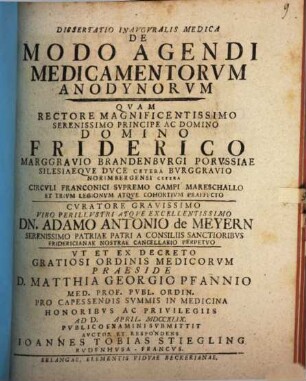 9
DISSERTATIO INAVGVRALIS MEDICA
DE
MODO AGENDI
MEDICAMENTORVM
ANODYNORVM
QVAM
RECTORE MAGNIFICENTISSIMO
SERENISSIMO PRINCIPE AC DOMINO
DOMINO
FRIDERICO
MARGGRAVIO BRANDENBVRGI PORVSSIAE
SILESIAEQVE DVCE CETERA BVRGGRAVIO
NORIMBERGENSI CETERA
CIRCVLI FRANCONICI SVPREMO CAMPI MARESCHALLO
ET TRIVM LEGIONVM ATQVE COHORTIVM PRAEFECTO
CVRATORE GRAVISSIMO
VIRO PERILLVSTRI ATQVE EXCELLENTISSIMO
DN. ADAMO ANTONIO de MEYERN
SERENISSIMO PATRIAE PATRI A CONSILIIS SANCTIORIBVS
FRIDERICIANAE NOSTRAE CANCELLARIO PERPETVO
VT ET EX DECRETO
GRATIOSI ORDINIS MEDICORVM
PRAESIDE
D. MATTHIA GEORGIO PFANNIO
MED. PROF. PVBL. ORDIN.
PRO CAPESSENDIS SVMMIS IN MEDICINA
HONORIBVS AC PRIVILEGIIS
AD D. APRIL. MDCCXLIX.
PVBLICO EXAMINI SVBMITTIT
AVCTOR ET RESPONDENS
IOANNES TOBIAS STIEGLING
FRANCVS.
ERLANGAE, CLEMENTIS VIDVAE BECKERIANAE.